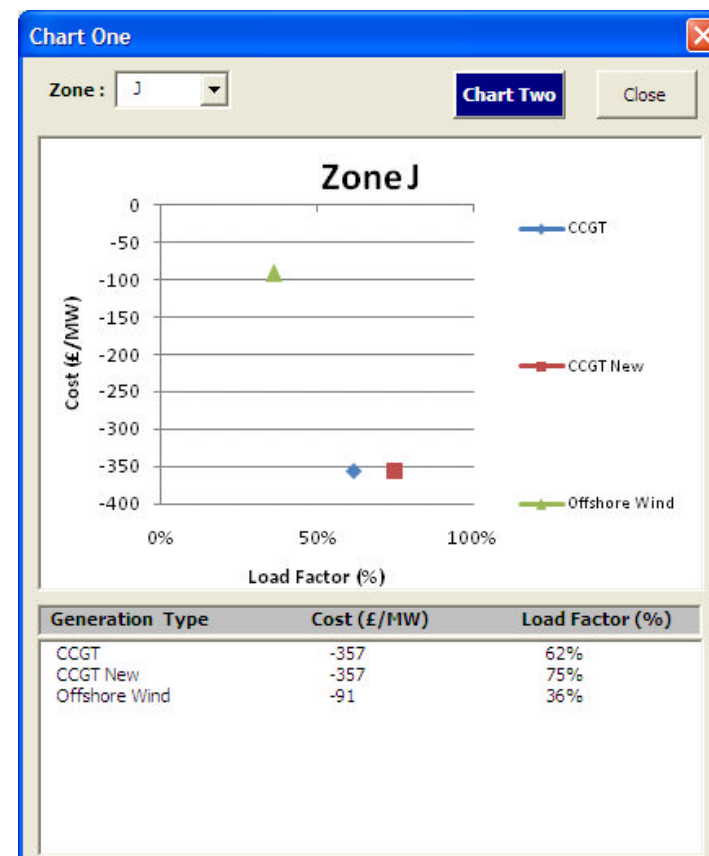 Chart One
Zone : J Chart Two Close
Zone J
0
-50
-100
-150
-200
-250
-300
-350
-400
Cost (£/MW)
0% 50% 100%
Load Factor (%)
CCGT
CCGT New
Offshore Wind
Generation Type Cost (£/MW) Load Factor (%)
CCGT -357 62%
CCGT New -357 75%
Offshore Wind -91 36%